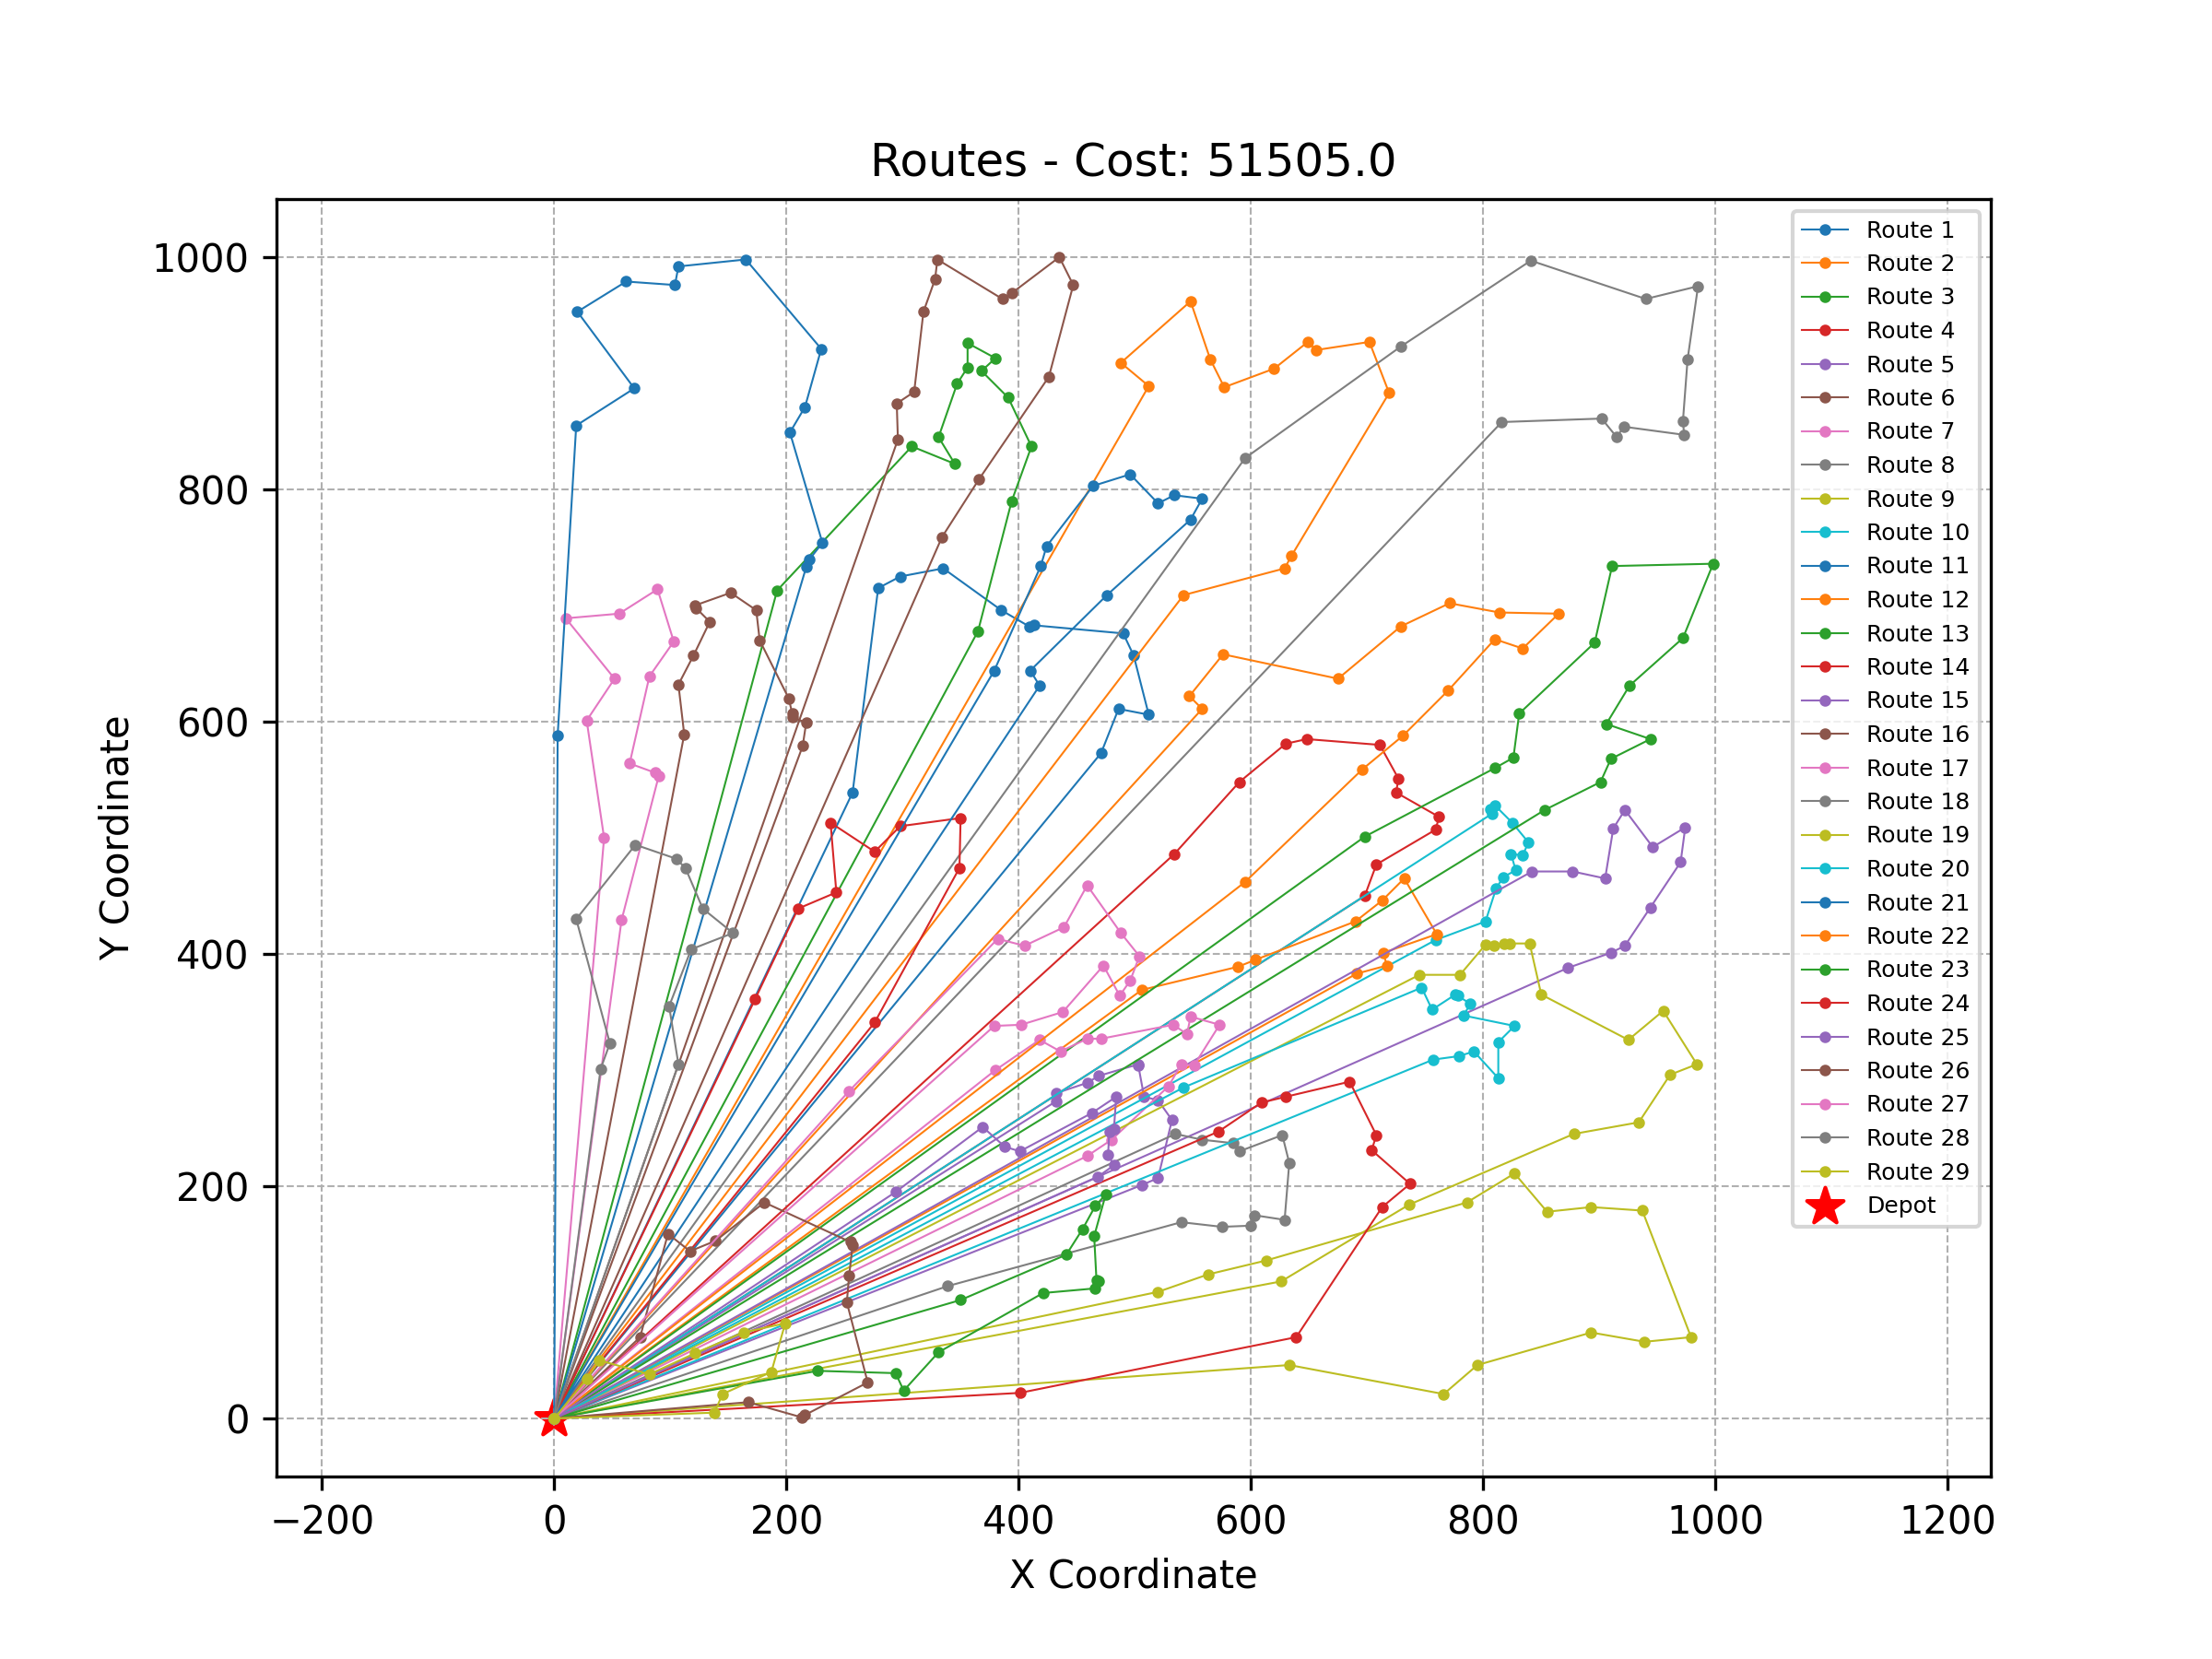 Routes - Cost: 51505.0
1000
800
600
400
200
0
Y Coordinate
−200
0
200
400
600
800
1000
1200
X Coordinate
Route 1
Route 2
Route 3
Route 4
Route 5
Route 6
Route 7
Route 8
Route 9
Route 10
Route 11
Route 12
Route 13
Route 14
Route 15
Route 16
Route 17
Route 18
Route 19
Route 20
Route 21
Route 22
Route 23
Route 24
Route 25
Route 26
Route 27
Route 28
Route 29
Depot